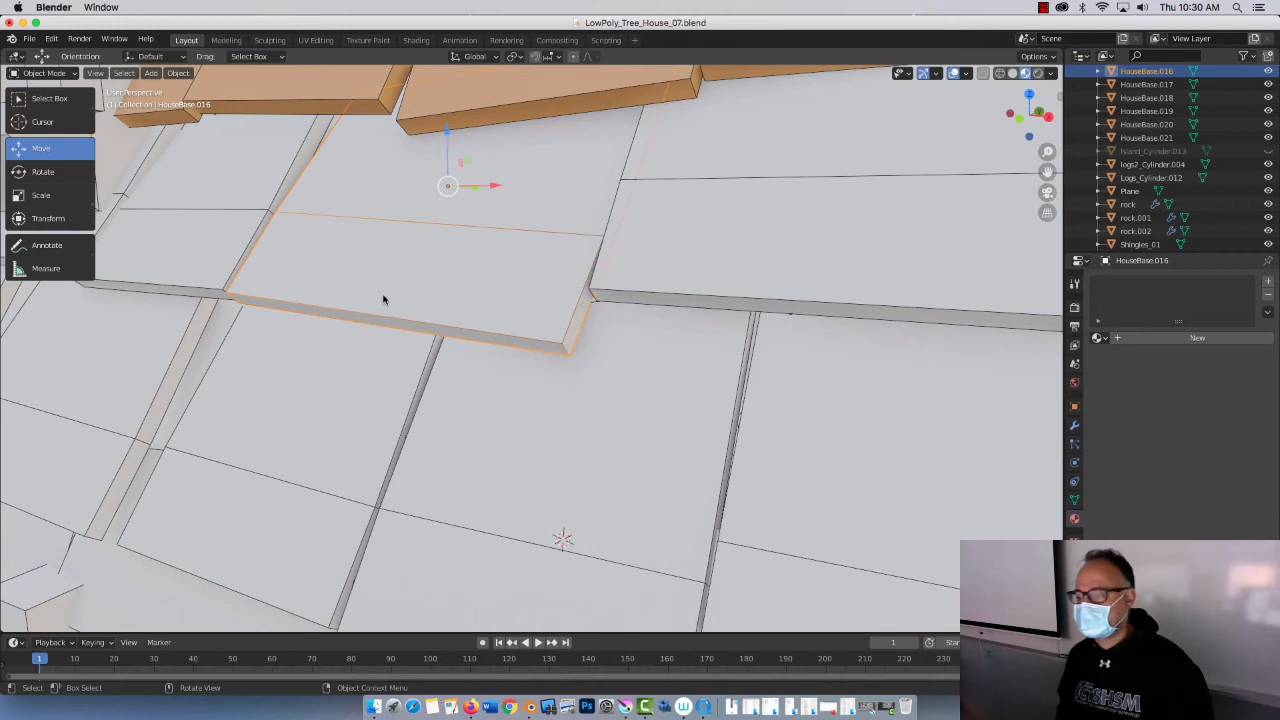 Blender Window Thu 10:30 AM
LowPoly_Tree_House_07.blend
File Edit Render Window Help Layout Modeling Sculpting UV Editing Texture Paint Shading Animation Rendering Compositing Scripting + Scene View Layer
Orientation: Default Drag: Select Box Global Options
Object Mode View Select Add Object
User Perspective
(1) Collection | HouseBase.016
Select Box
Cursor
Move
Rotate
Scale
Transform
Annotate
Measure
Z
X
HouseBase.016
HouseBase.017
HouseBase.018
HouseBase.019
HouseBase.020
HouseBase.021
Island_Cylinder.013
logs2_Cylinder.004
Logs_Cylinder.012
Plane
rock
rock.001
rock.002
Shingles_01
HouseBase.016
+ New
Playback Keying View Marker 1 Star
1 10 20 30 40 50 60 70 80 90 100 110 120 130 140 150 160 170 180 190 200 210 220 230
Select Box Select Rotate View Object Context Menu